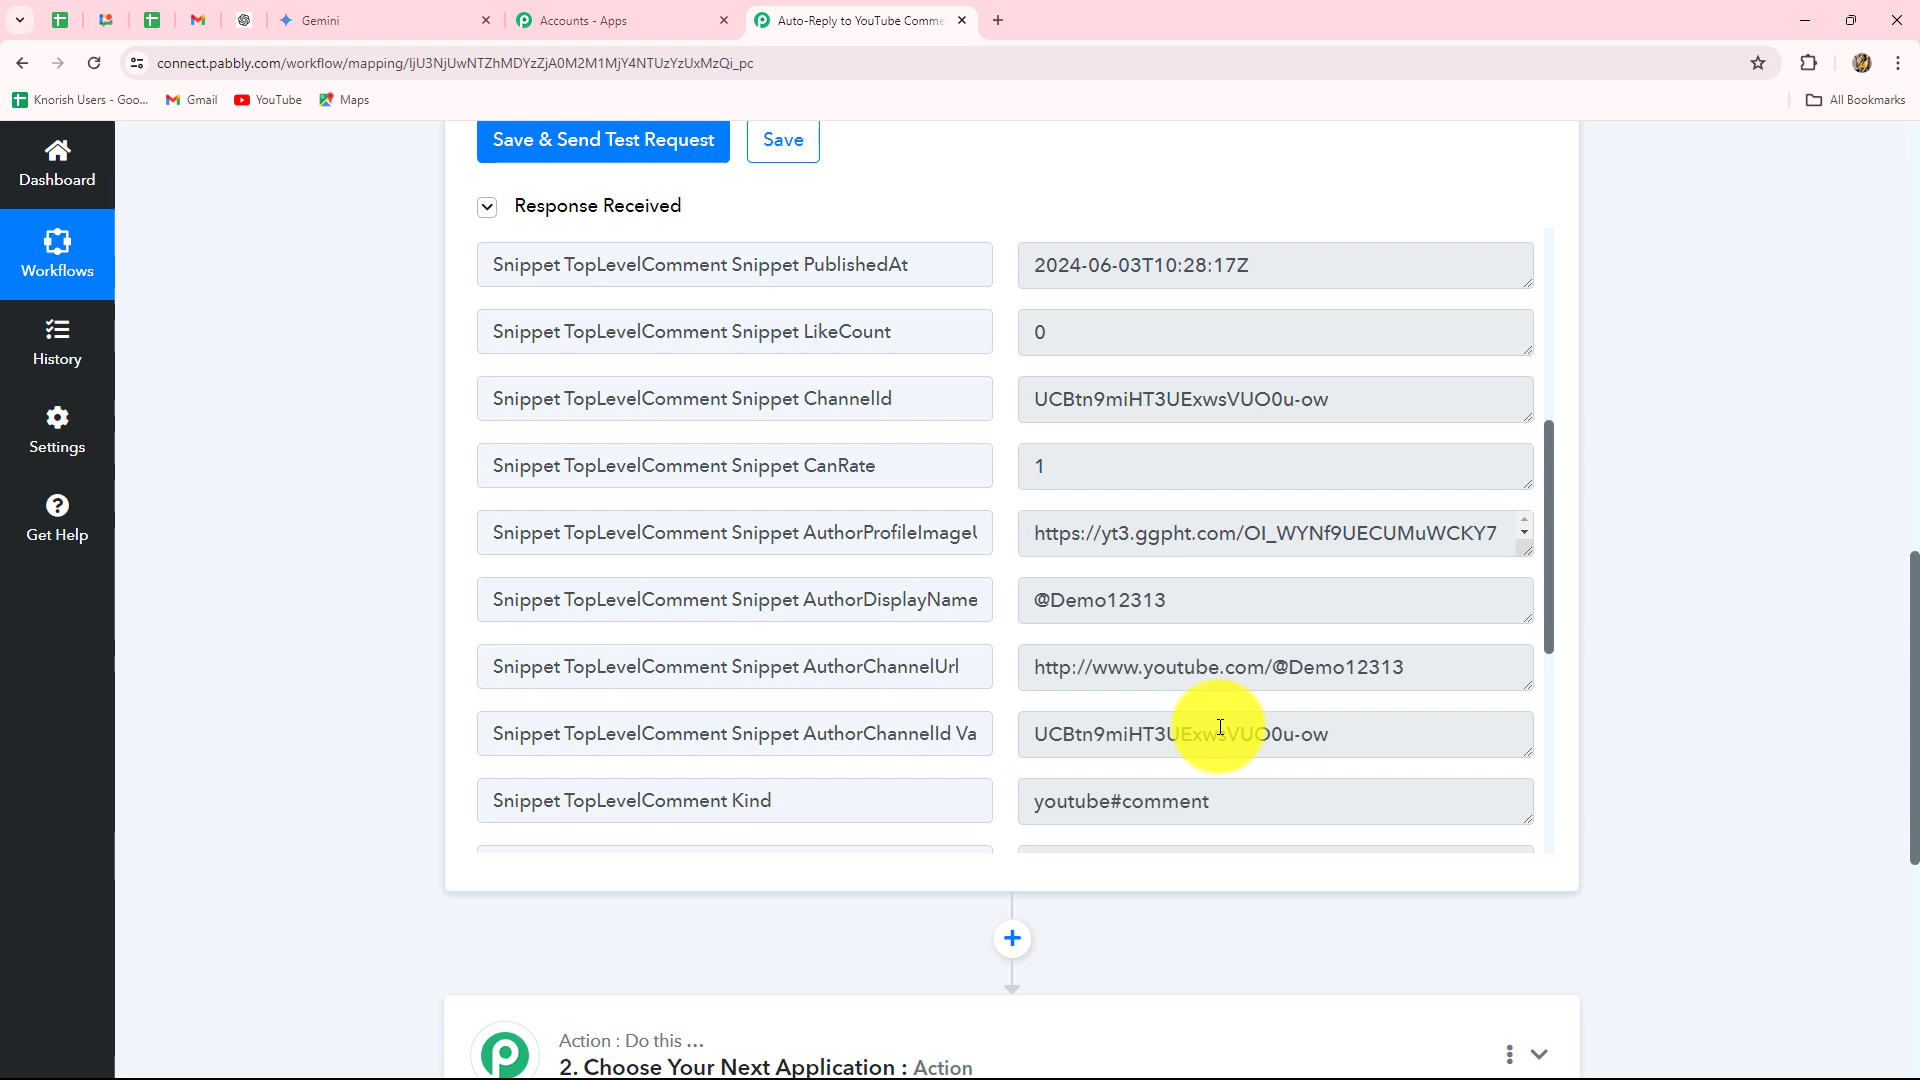 Gemini
Accounts - Apps
Auto-Reply to YouTube Comme
connect.pabbly.com/workflow/mapping/IjU3NjUwNTZhMDYzZjA0M2M1MjY4NTUzYzUxMzQi_pc
Knorish Users - Goo...
Gmail
YouTube
Maps
All Bookmarks
Dashboard
Workflows
History
Settings
Get Help
Save & Send Test Request
Save
Response Received
Snippet TopLevelComment Snippet PublishedAt
2024-06-03T10:28:17Z
Snippet TopLevelComment Snippet LikeCount
0
Snippet TopLevelComment Snippet ChannelId
UCBtn9miHT3UExwsVUO0u-ow
Snippet TopLevelComment Snippet CanRate
1
Snippet TopLevelComment Snippet AuthorProfileImageU
https://yt3.ggpht.com/OI_WYNf9UECUMuWCKY7
Snippet TopLevelComment Snippet AuthorDisplayName
@Demo12313
Snippet TopLevelComment Snippet AuthorChannelUrl
http://www.youtube.com/@Demo12313
Snippet TopLevelComment Snippet AuthorChannelId Va
UCBtn9miHT3UExwsVUO0u-ow
Snippet TopLevelComment Kind
youtube#comment
Action : Do this ...
2. Choose Your Next Application : Action